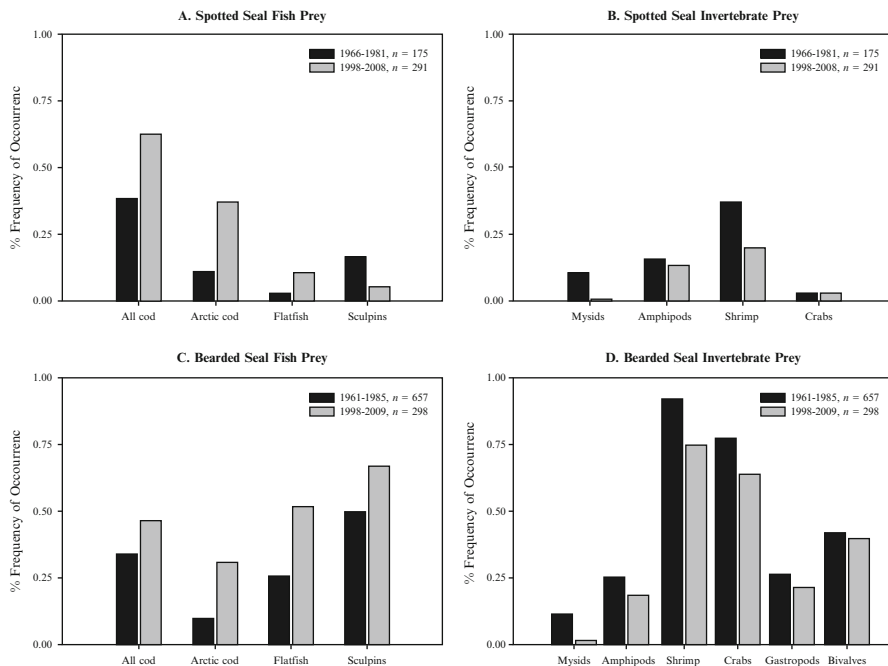 A. Spotted Seal Fish Prey
1.00
0.75
0.50
0.25
0.00
% Frequency of Occourrenc
1966-1981, n = 175
1998-2008, n = 291
All cod Arctic cod Flatfish Sculpins
B. Spotted Seal Invertebrate Prey
1.00
0.75
0.50
0.25
0.00
% Frequency of Occourrenc
1966-1981, n = 175
1998-2008, n = 291
Mysids Amphipods Shrimp Crabs
C. Bearded Seal Fish Prey
1.00
0.75
0.50
0.25
0.00
% Frequency of Occourrenc
1961-1985, n = 657
1998-2009, n = 298
All cod Arctic cod Flatfish Sculpins
D. Bearded Seal Invertebrate Prey
1.00
0.75
0.50
0.25
0.00
% Frequency of Occourrenc
1961-1985, n = 657
1998-2009, n = 298
Mysids Amphipods Shrimp Crabs Gastropods Bivalves